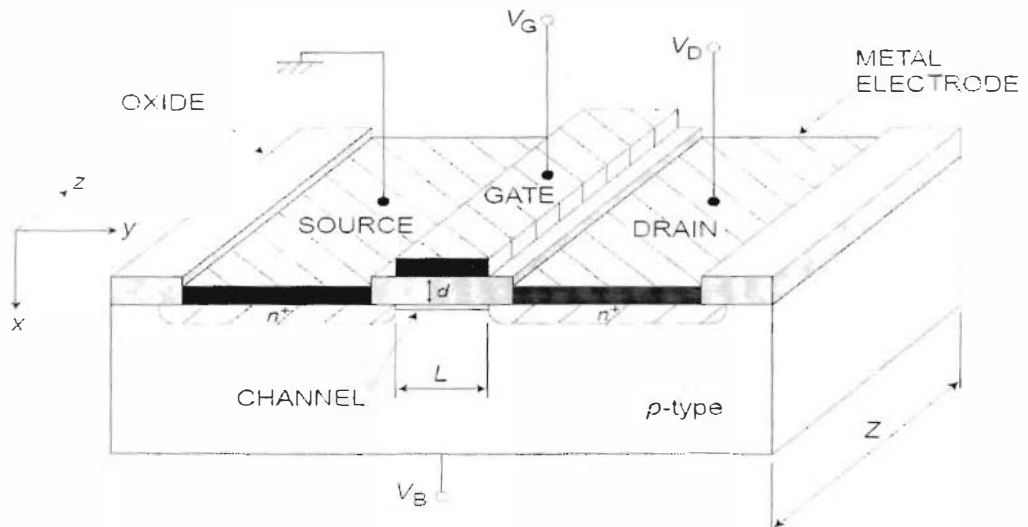 V_G
V_D
METAL
ELECTRODE
OXIDE
z
GATE
SOURCE
DRAIN
y
d
x
n⁺
n⁺
L
CHANNEL
p-type
Z
V_B